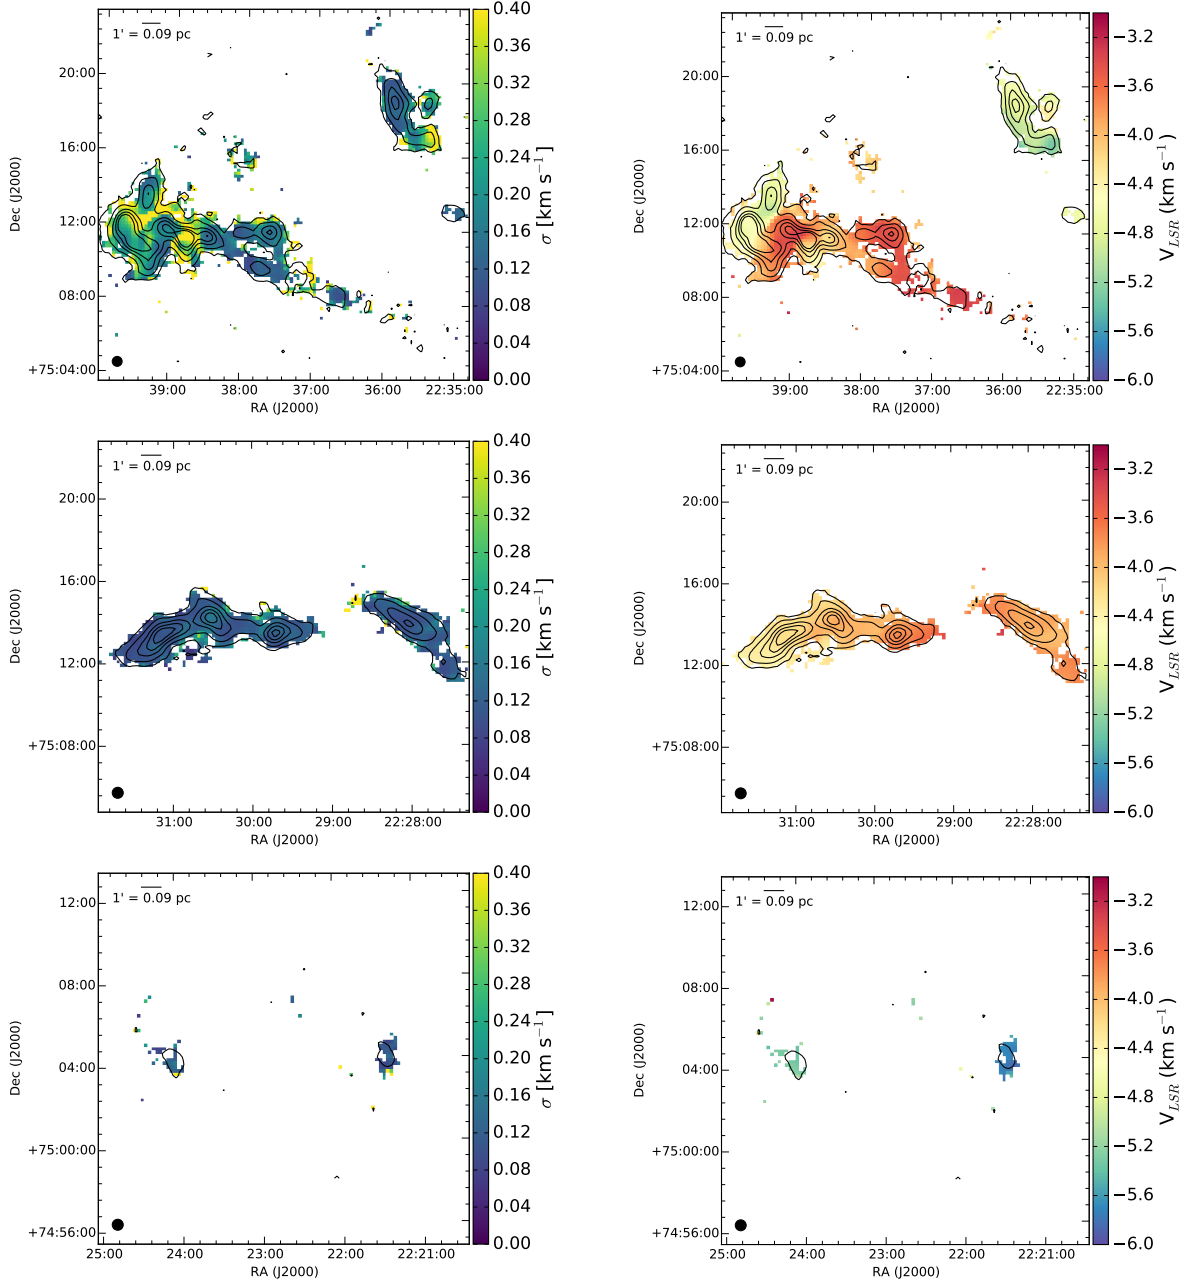 1' = 0.09 pc
20:00
16:00
12:00
08:00
+75:04:00
Dec (J2000)
39:00 38:00 37:00 36:00 22:35:00
RA (J2000)
0.40
0.36
0.32
0.28
0.24
0.20
0.16
0.12
0.08
0.04
0.00
σ [km s⁻¹]
1' = 0.09 pc
20:00
16:00
12:00
08:00
+75:04:00
Dec (J2000)
39:00 38:00 37:00 36:00 22:35:00
RA (J2000)
−3.2
−3.6
−4.0
−4.4
−4.8
−5.2
−5.6
−6.0
V_LSR (km s⁻¹)
1' = 0.09 pc
20:00
16:00
12:00
+75:08:00
Dec (J2000)
31:00 30:00 29:00 22:28:00
RA (J2000)
0.40
0.36
0.32
0.28
0.24
0.20
0.16
0.12
0.08
0.04
0.00
σ [km s⁻¹]
1' = 0.09 pc
20:00
16:00
12:00
+75:08:00
Dec (J2000)
31:00 30:00 29:00 22:28:00
RA (J2000)
−3.2
−3.6
−4.0
−4.4
−4.8
−5.2
−5.6
−6.0
V_LSR (km s⁻¹)
1' = 0.09 pc
12:00
08:00
04:00
+75:00:00
+74:56:00
Dec (J2000)
25:00 24:00 23:00 22:00 22:21:00
RA (J2000)
0.40
0.36
0.32
0.28
0.24
0.20
0.16
0.12
0.08
0.04
0.00
σ [km s⁻¹]
1' = 0.09 pc
12:00
08:00
04:00
+75:00:00
+74:56:00
Dec (J2000)
25:00 24:00 23:00 22:00 22:21:00
RA (J2000)
−3.2
−3.6
−4.0
−4.4
−4.8
−5.2
−5.6
−6.0
V_LSR (km s⁻¹)